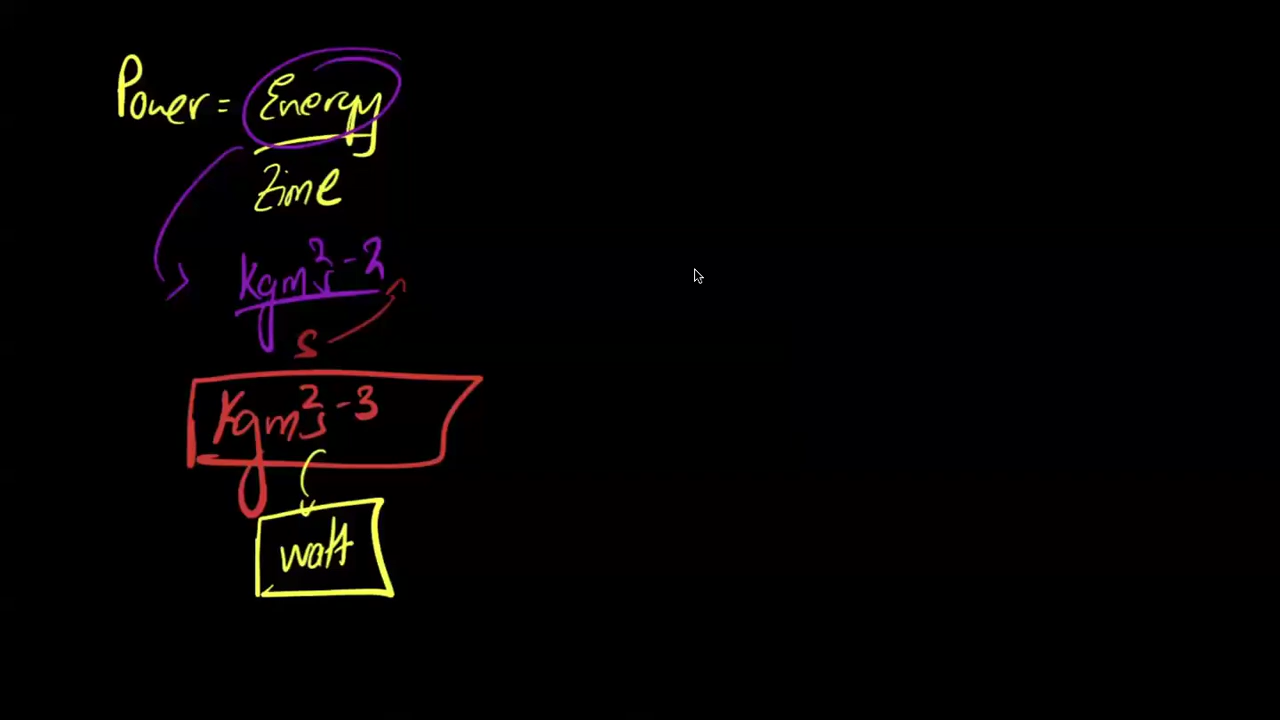 Power = Energy
Time
kgm²s⁻²
s
kgm²s⁻³
watt